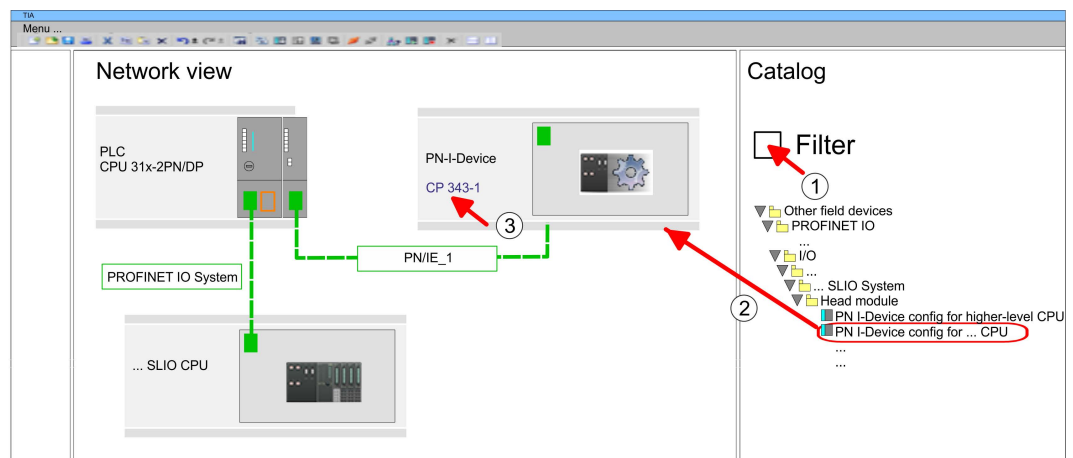 TIA
Menu ...
Network view
PLC
CPU 31x-2PN/DP
PN-I-Device
CP 343-1
3
PN/IE_1
PROFINET IO System
... SLIO CPU
Catalog
Filter
1
Other field devices
PROFINET IO
...
I/O
...
... SLIO System
Head module
2
PN I-Device config for higher-level CPU
PN I-Device config for ... CPU
...
...